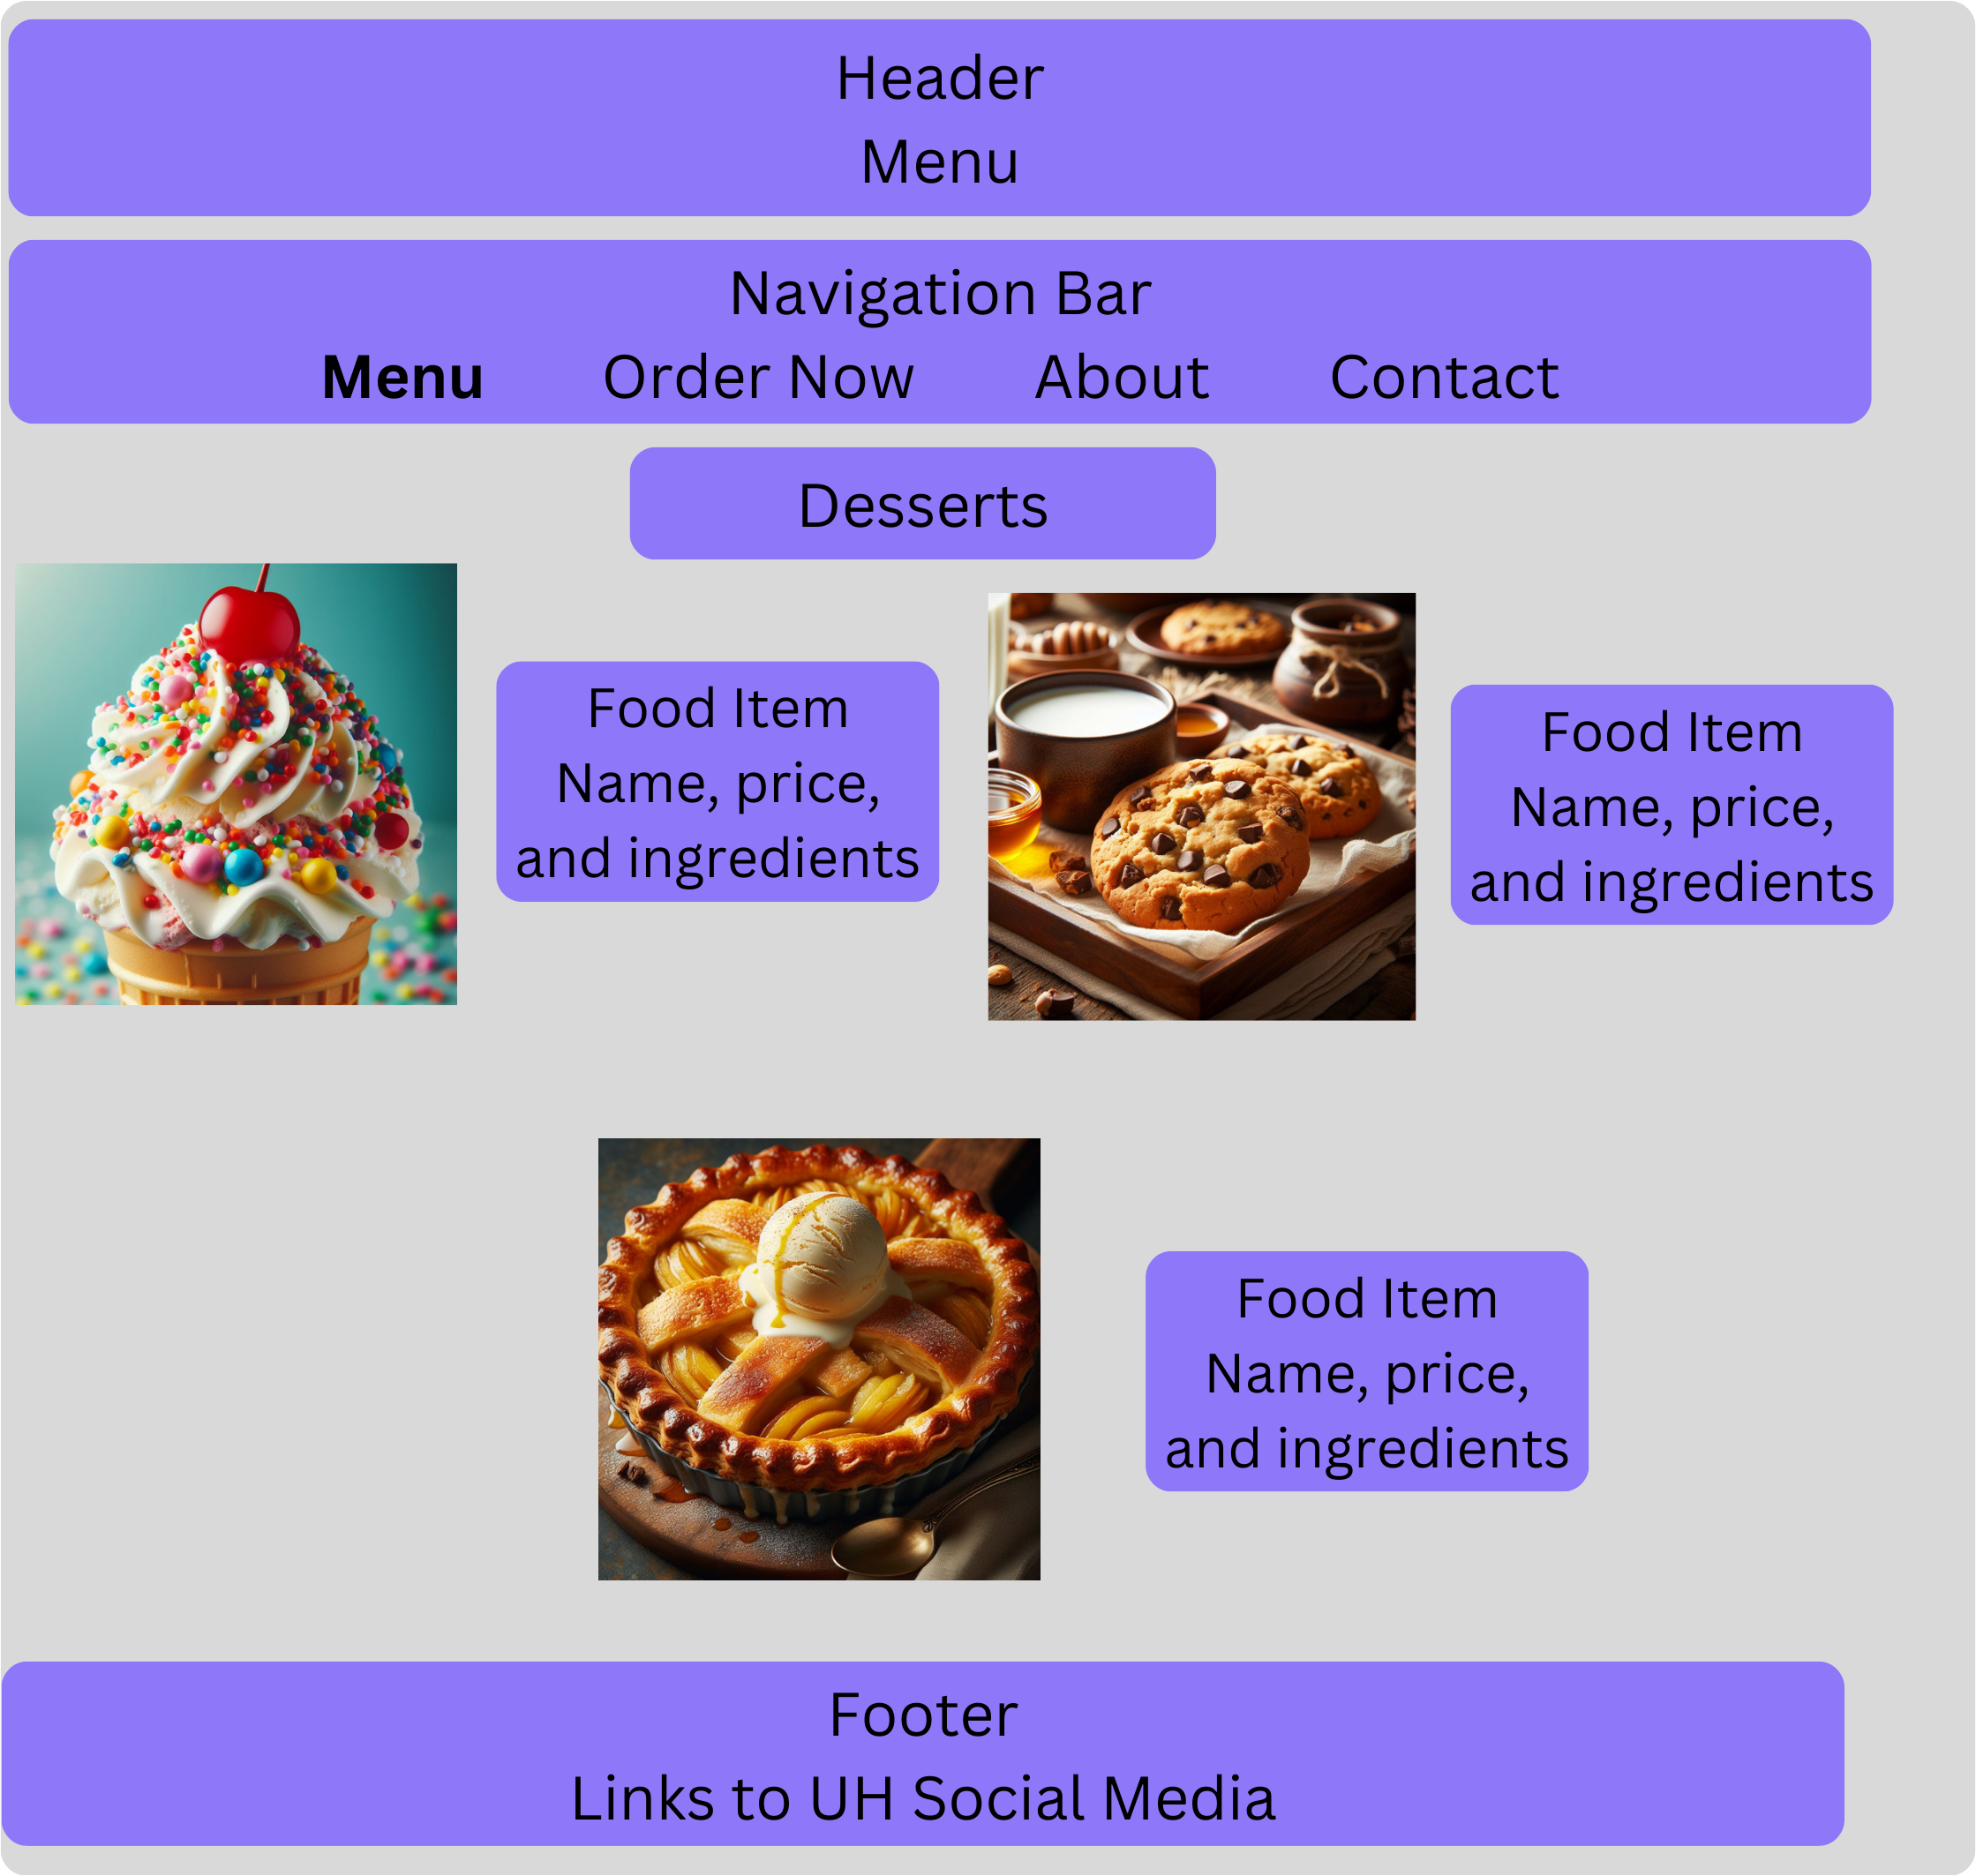 Header
Menu
Navigation Bar
Menu Order Now About Contact
Desserts
Food Item
Name, price,
and ingredients
Food Item
Name, price,
and ingredients
Food Item
Name, price,
and ingredients
Footer
Links to UH Social Media